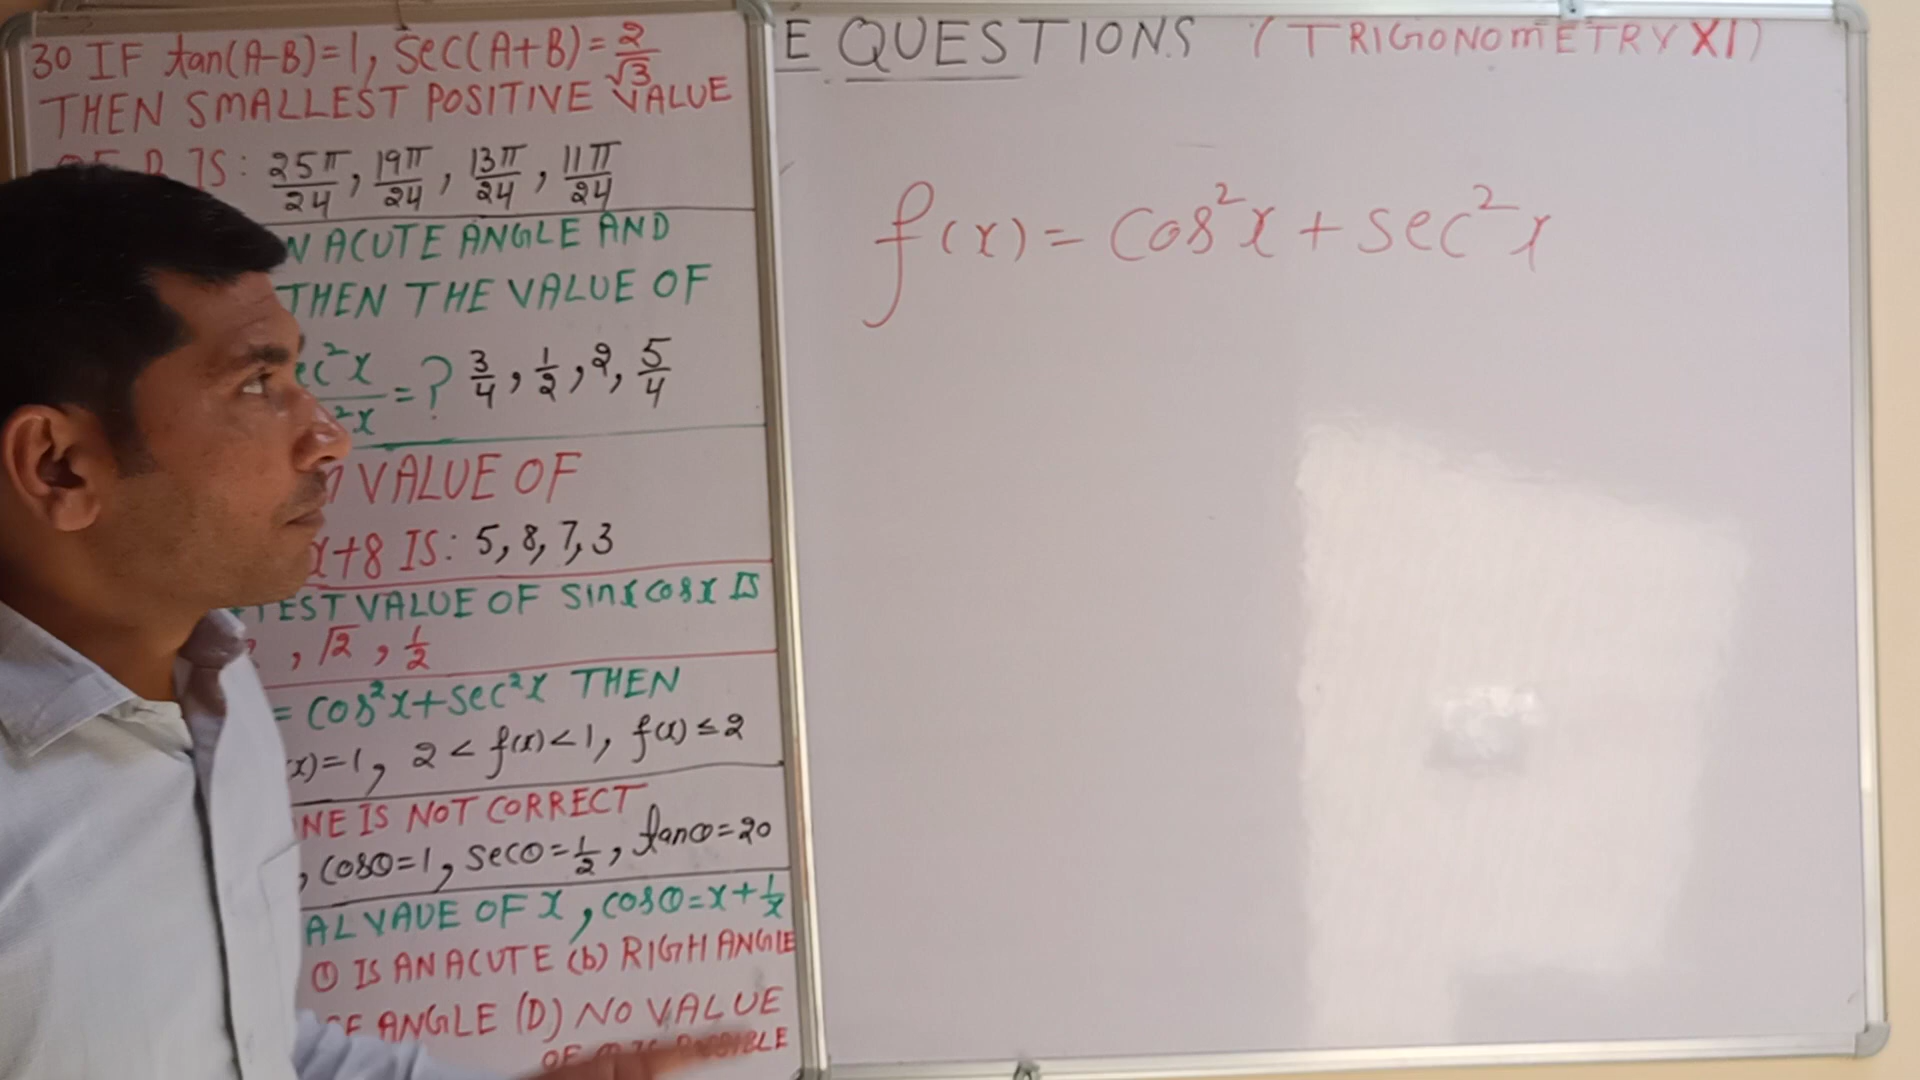 30 IF tan(A-B)=1, SEC(A+B)=2/√3
THEN SMALLEST POSITIVE VALUE
IS: 25π/24, 19π/24, 13π/24, 11π/24
N ACUTE ANGLE AND
THEN THE VALUE OF
ec²x/²x =? 3/4, 1/2, 2, 5/4
VALUE OF
x+8 IS: 5, 8, 7, 3
TEST VALUE OF sinx cosx IS
, √2, 1/2
= cos²x+sec²x THEN
x)=1, 2 < f(x)<1, f(x) ≤ 2
NE IS NOT CORRECT
, cosθ=1, secθ=1/2, tanθ=20
AL VAUE OF X, cosθ=x+1/x
θ IS AN ACUTE (b) RIGH ANGLE
SE ANGLE (D) NO VALUE
OF
E QUESTIONS (TRIGONOMETRY XI)
f(x) = cos²x + sec²x